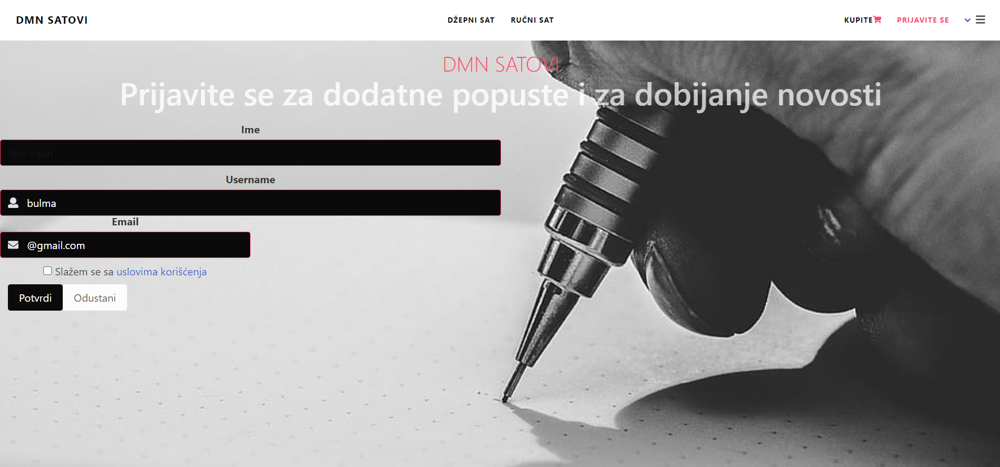 DMN SATOVI
DŽEPNI SAT
RUČNI SAT
KUPITE
PRIJAVITE SE
DMN SATOVI
Prijavite se za dodatne popuste i za dobijanje novosti
Ime
Text input
Username
bulma
Email
@gmail.com
Slažem se sa uslovima korišćenja
Potvrdi
Odustani